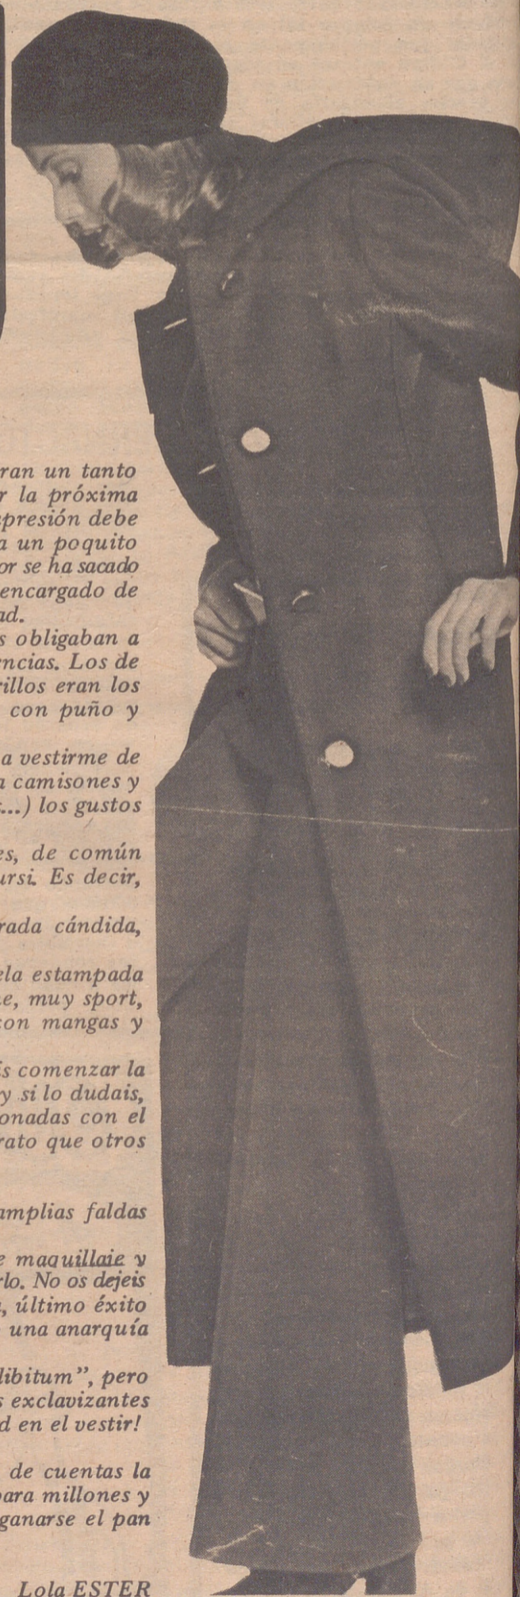 ran un tanto
r la próxima
presión debe
a un poquito
or se ha sacado
encargado de
ad.
s obligaban a
ncias. Los de
rillos eran los
con puño y
a vestirme de
a camisones y
s...) los gustos
es, de común
ursi. Es decir,
rada cándida,
ela estampada
ne, muy sport,
con mangas y
is comenzar la
y si lo dudais,
onadas con el
rato que otros
amplias faldas
e maquillaje y
rlo. No os dejeis
a, último éxito
una anarquía
libitum", pero
s exclavizantes
d en el vestir!
de cuentas la
para millones y
ganarse el pan
Lola ESTER